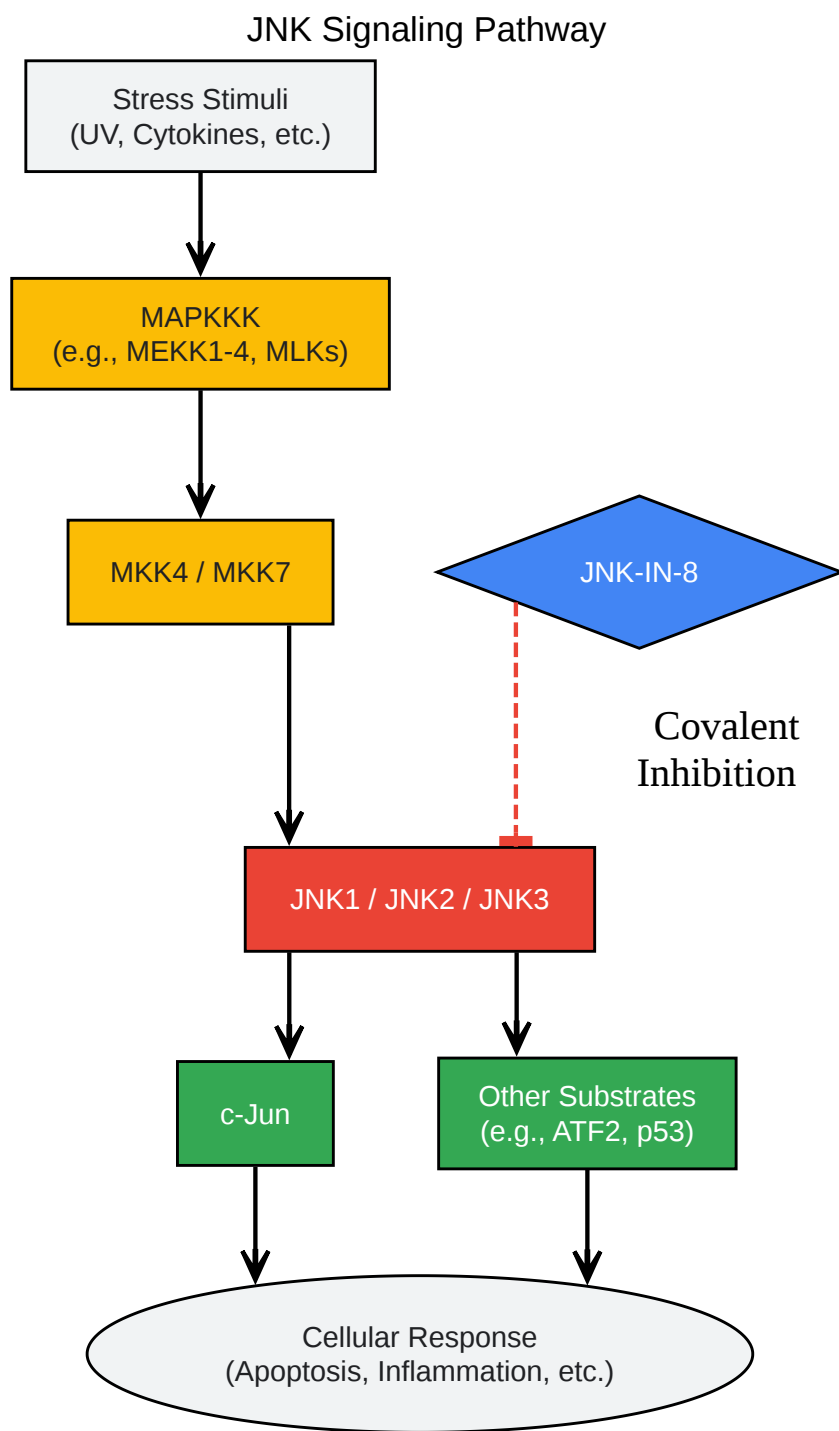 JNK Signaling Pathway
Stress Stimuli
(UV, Cytokines, etc.)
MAPKKK
(e.g., MEKK1-4, MLKs)
MKK4 / MKK7
JNK-IN-8
Covalent
Inhibition
JNK1 / JNK2 / JNK3
c-Jun
Other Substrates
(e.g., ATF2, p53)
Cellular Response
(Apoptosis, Inflammation, etc.)